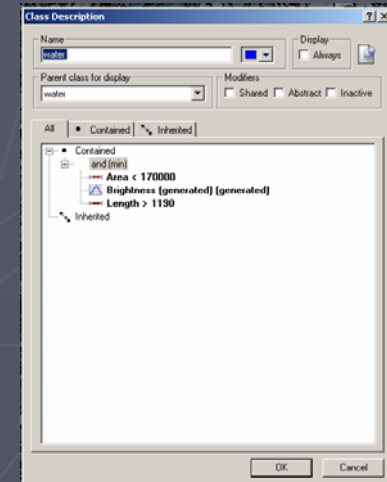 Class Description
Name
water
Display
Always
Parent class for display
water
Modifiers
Shared
Abstract
Inactive
All
Contained
Inherited
Contained
and (min)
Area < 170000
Brightness (generated) (generated)
Length > 1190
Inherited
OK
Cancel